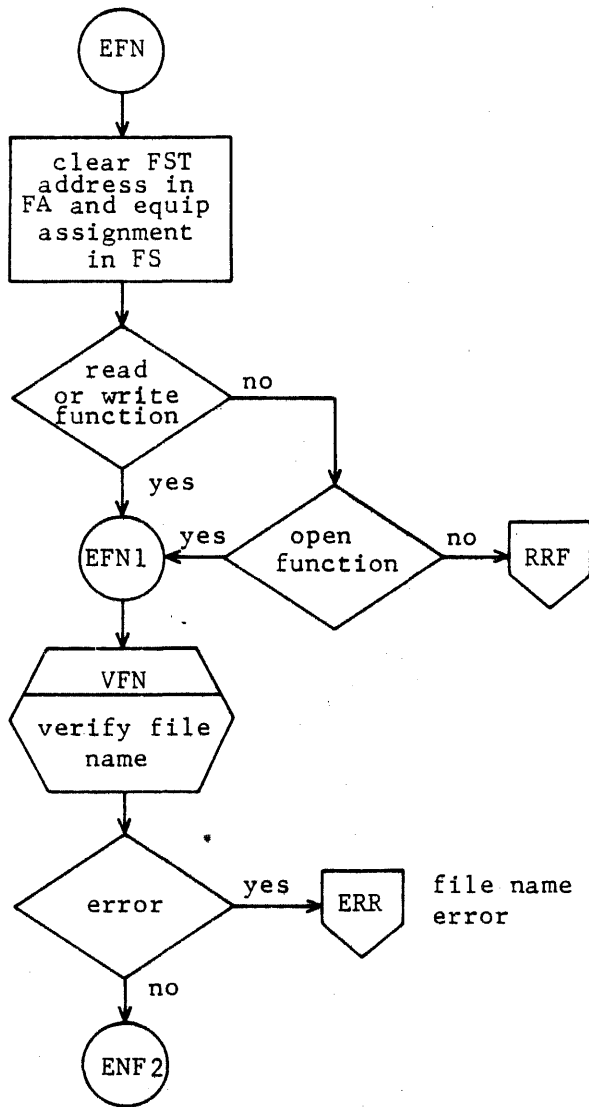 EFN
clear FST
address in
FA and equip
assignment
in FS
read
or write
function
no
yes
EFN1
yes
open
function
no
RRF
VFN
verify file
name
error
yes
ERR
file name
error
no
ENF2